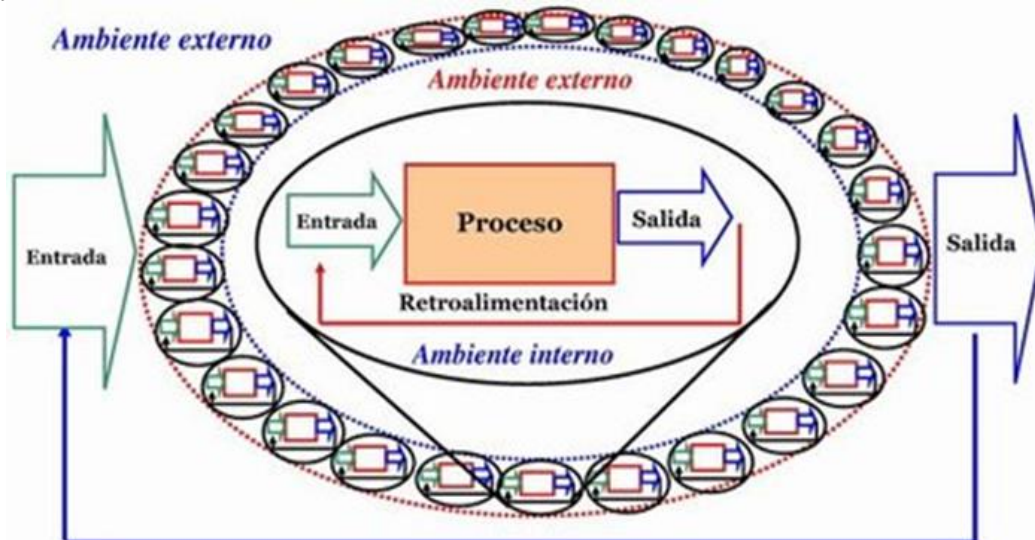 Ambiente externo
Ambiente externo
Entrada
Proceso
Salida
Entrada
Salida
Retroalimentación
Ambiente interno